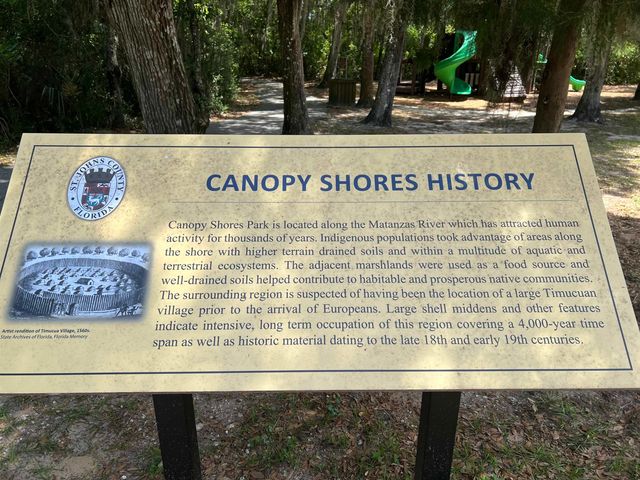 ST. JOHNS COUNTY
FLORIDA
CANOPY SHORES HISTORY
Canopy Shores Park is located along the Matanzas River which has attracted human
activity for thousands of years. Indigenous populations took advantage of areas along
the shore with higher terrain drained soils and within a multitude of aquatic and
terrestrial ecosystems. The adjacent marshlands were used as a food source and
well-drained soils helped contribute to habitable and prosperous native communities.
The surrounding region is suspected of having been the location of a large Timucuan
village prior to the arrival of Europeans. Large shell middens and other features
indicate intensive, long term occupation of this region covering a 4,000-year time
span as well as historic material dating to the late 18th and early 19th centuries.
Artist rendition of Timucua Village, 1560s.
State Archives of Florida, Florida Memory